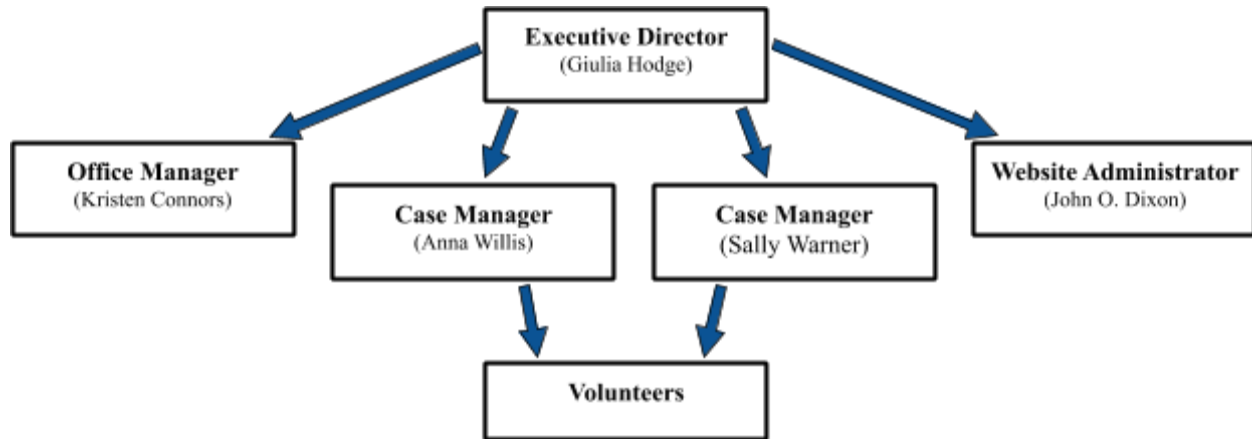 Executive Director
(Giulia Hodge)
Office Manager
(Kristen Connors)
Case Manager
(Anna Willis)
Case Manager
(Sally Warner)
Website Administrator
(John O. Dixon)
Volunteers